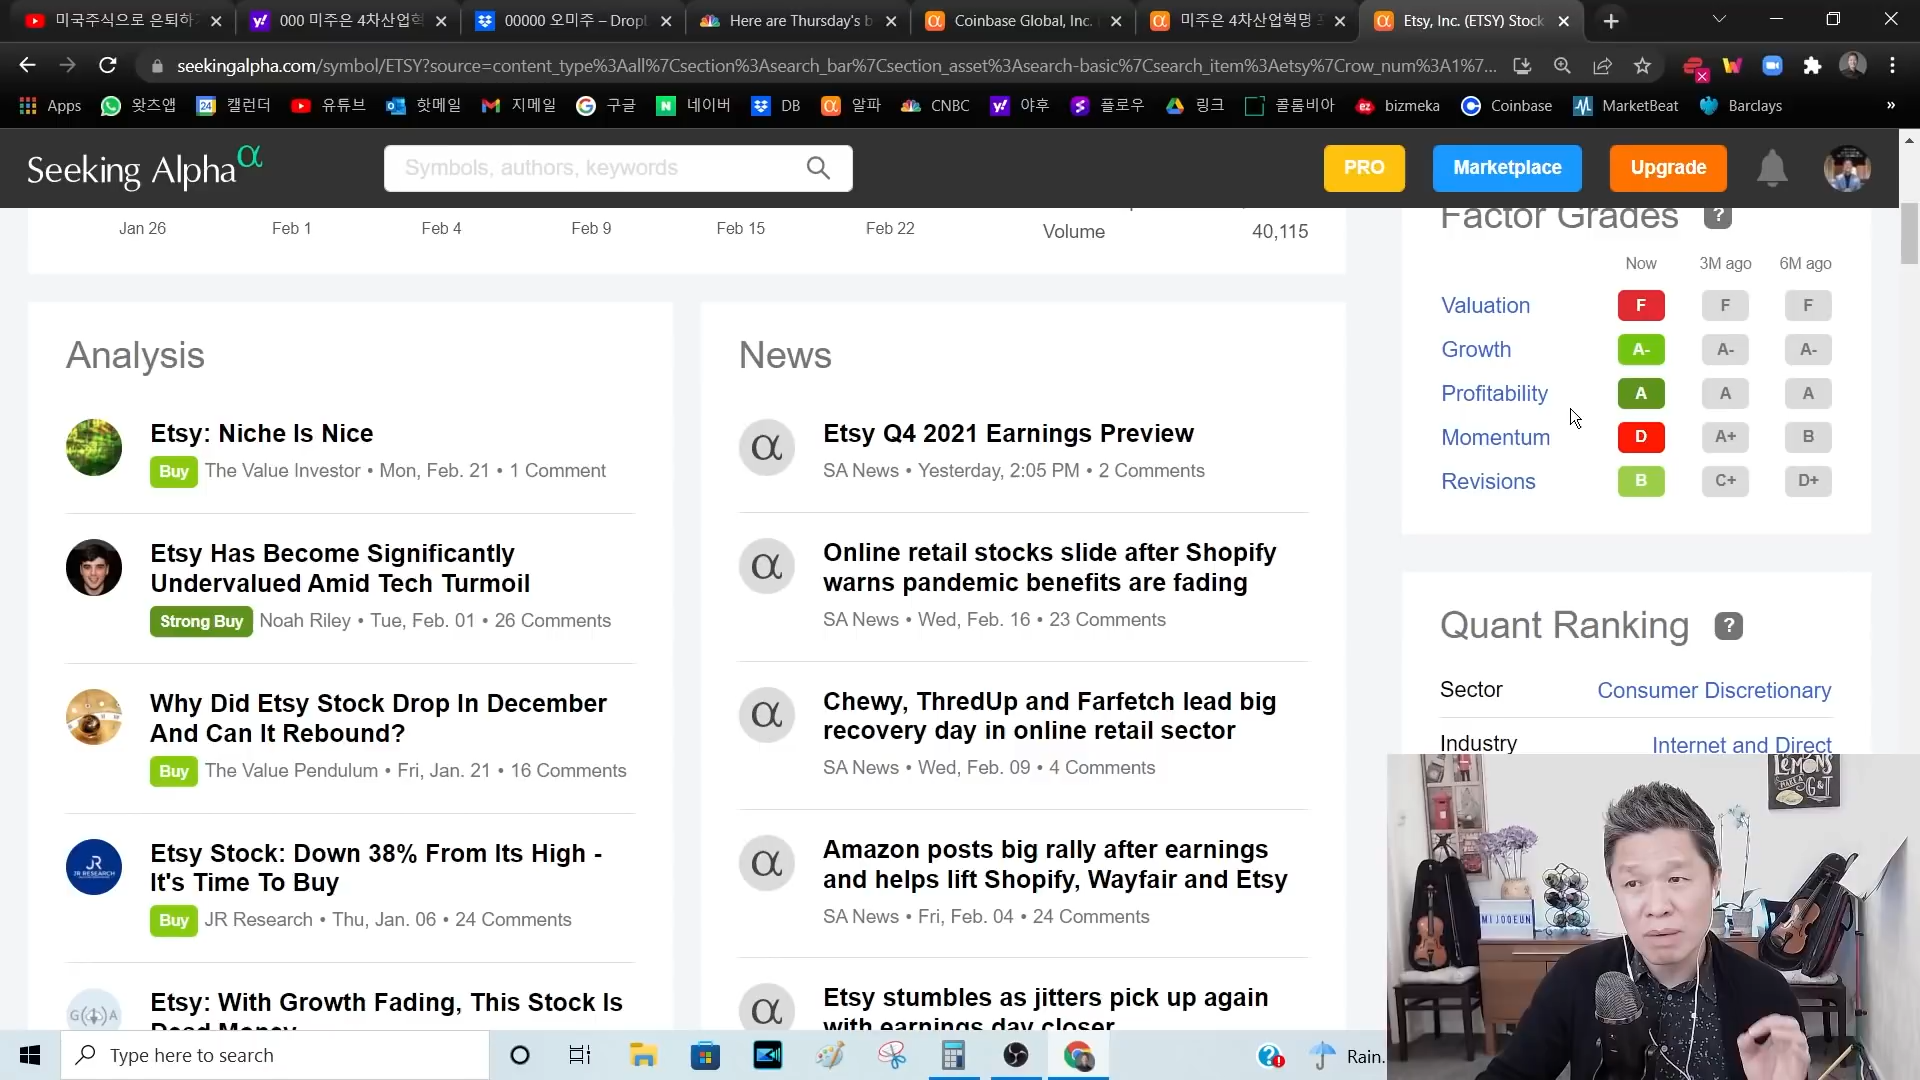 미국주식으로 은퇴하
000 미주은 4차산업혁
00000 오미주 – Dropl
Here are Thursday's b
Coinbase Global, Inc.
미주은 4차산업혁명
Etsy, Inc. (ETSY) Stock
seekingalpha.com/symbol/ETSY?source=content_type%3Aall%7Csection%3Asearch_bar%7Csection_asset%3Asearch-basic%7Csearch_item%3Aetsy%7Crow_num%3A1%7...
Apps
왓츠앱
캘린더
유튜브
핫메일
지메일
구글
네이버
DB
알파
CNBC
야후
플로우
링크
콜롬비아
bizmeka
Coinbase
MarketBeat
Barclays
»
Seeking Alpha α
Symbols, authors, keywords
PRO
Marketplace
Upgrade
Jan 26
Feb 1
Feb 4
Feb 9
Feb 15
Feb 22
Volume 40,115
Factor Grades ?
Now 3M ago 6M ago
Valuation F F F
Growth A- A- A-
Profitability A A A
Momentum D A+ B
Revisions B C+ D+
Analysis
Etsy: Niche Is Nice
Buy The Value Investor • Mon, Feb. 21 • 1 Comment
Etsy Has Become Significantly
Undervalued Amid Tech Turmoil
Strong Buy Noah Riley • Tue, Feb. 01 • 26 Comments
Why Did Etsy Stock Drop In December
And Can It Rebound?
Buy The Value Pendulum • Fri, Jan. 21 • 16 Comments
JR
JR RESEARCH
Etsy Stock: Down 38% From Its High -
It's Time To Buy
Buy JR Research • Thu, Jan. 06 • 24 Comments
Etsy: With Growth Fading, This Stock Is
Dead Money
News
Etsy Q4 2021 Earnings Preview
SA News • Yesterday, 2:05 PM • 2 Comments
Online retail stocks slide after Shopify
warns pandemic benefits are fading
SA News • Wed, Feb. 16 • 23 Comments
Chewy, ThredUp and Farfetch lead big
recovery day in online retail sector
SA News • Wed, Feb. 09 • 4 Comments
Amazon posts big rally after earnings
and helps lift Shopify, Wayfair and Etsy
SA News • Fri, Feb. 04 • 24 Comments
Etsy stumbles as jitters pick up again
with earnings day closer
Quant Ranking ?
Sector Consumer Discretionary
Industry Internet and Direct
LEMONS
G&T
MI JOOEUN
Type here to search
Rain.